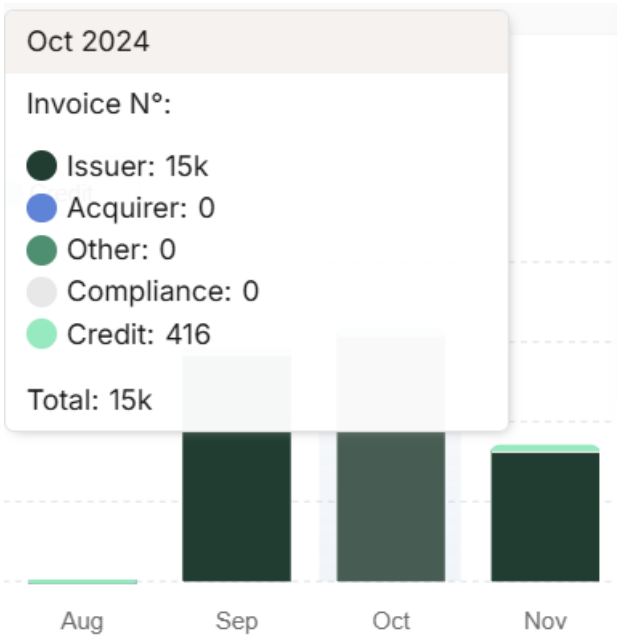 Oct 2024
Invoice N°:
Issuer: 15k
Credit
Acquirer: 0
Other: 0
Compliance: 0
Credit: 416
Total: 15k
Aug Sep Oct Nov